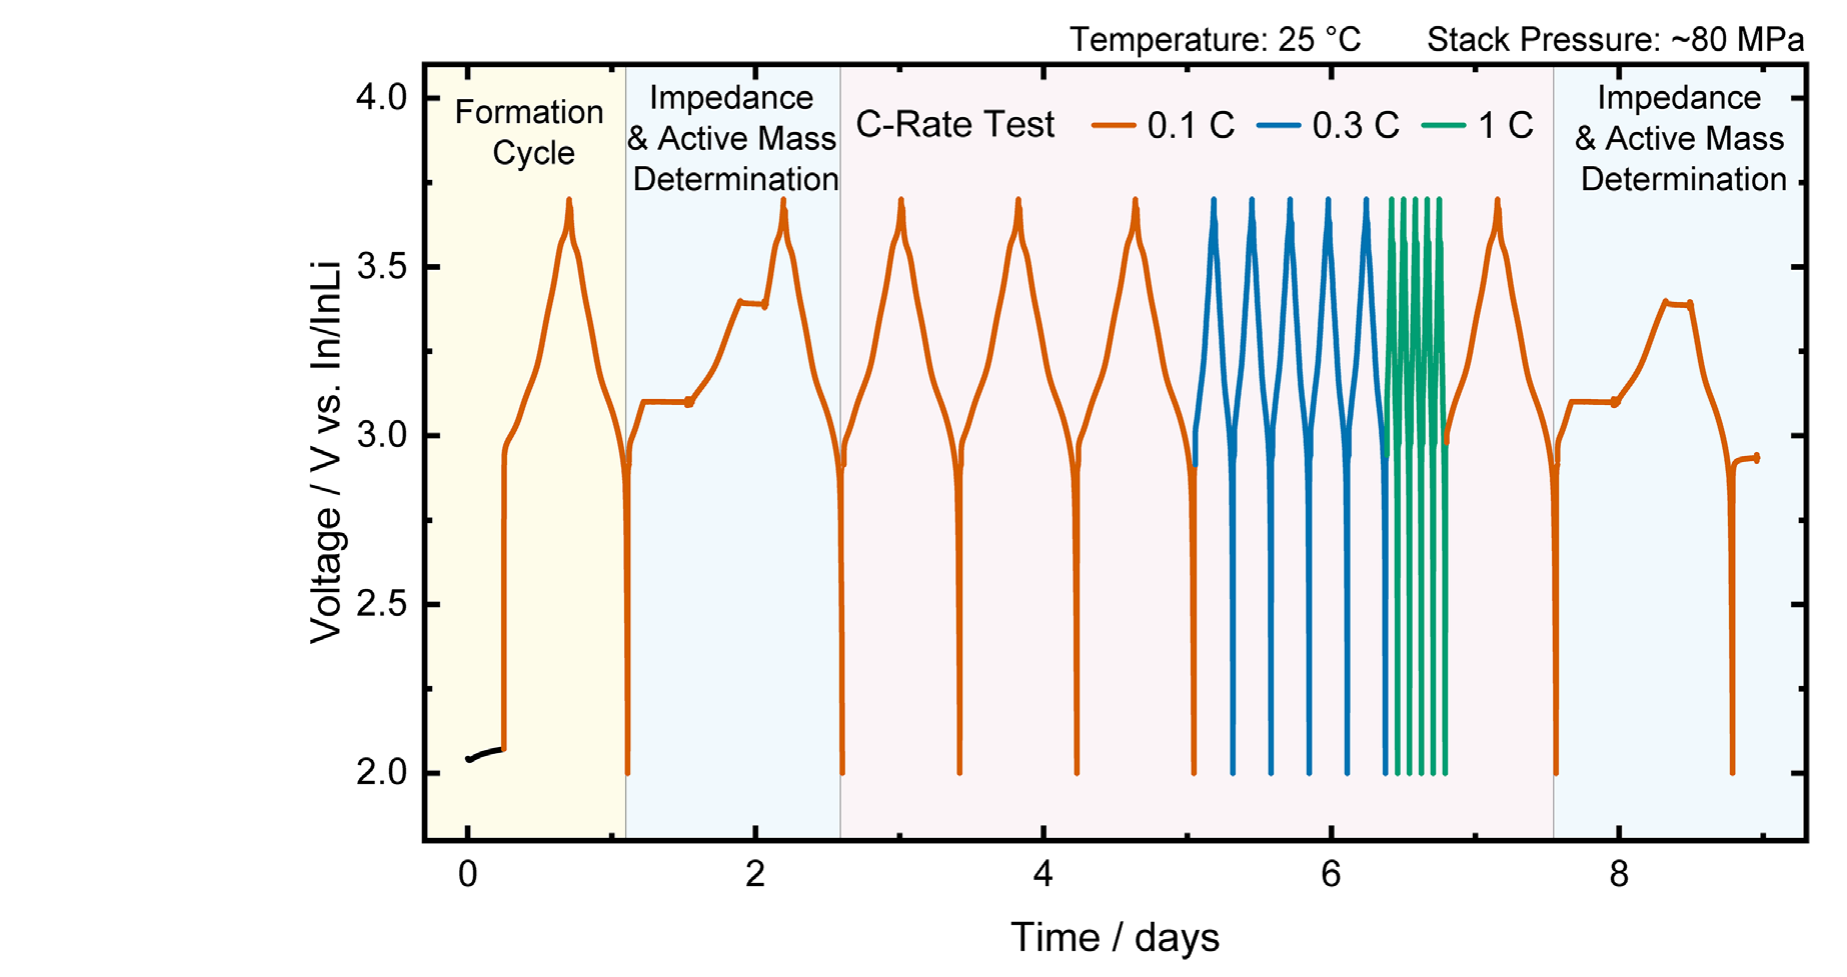 Temperature: 25 °C Stack Pressure: ~80 MPa
Formation
Cycle
Impedance
& Active Mass
Determination
C-Rate Test 0.1 C 0.3 C 1 C
Impedance
& Active Mass
Determination
Voltage / V vs. In/InLi
4.0
3.5
3.0
2.5
2.0
0 2 4 6 8
Time / days